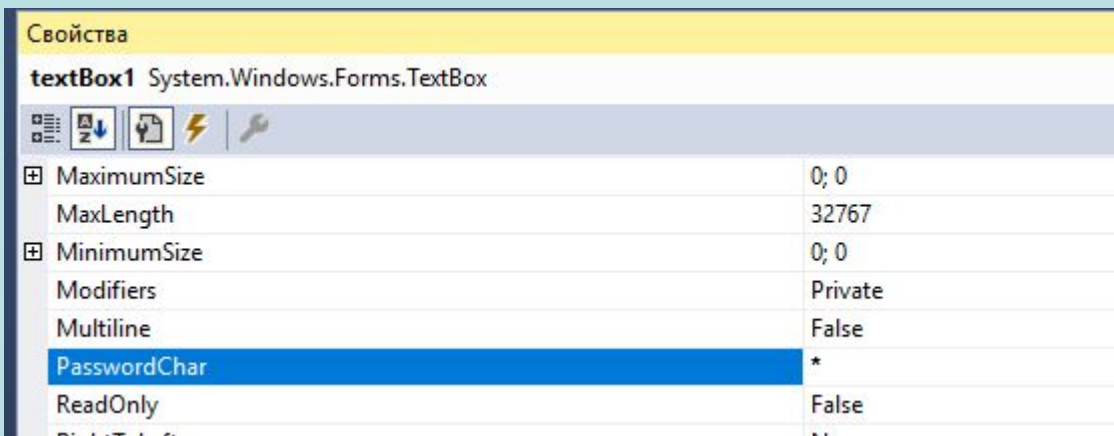 Свойства
textBox1 System.Windows.Forms.TextBox
MaximumSize 0; 0
MaxLength 32767
MinimumSize 0; 0
Modifiers Private
Multiline False
PasswordChar *
ReadOnly False